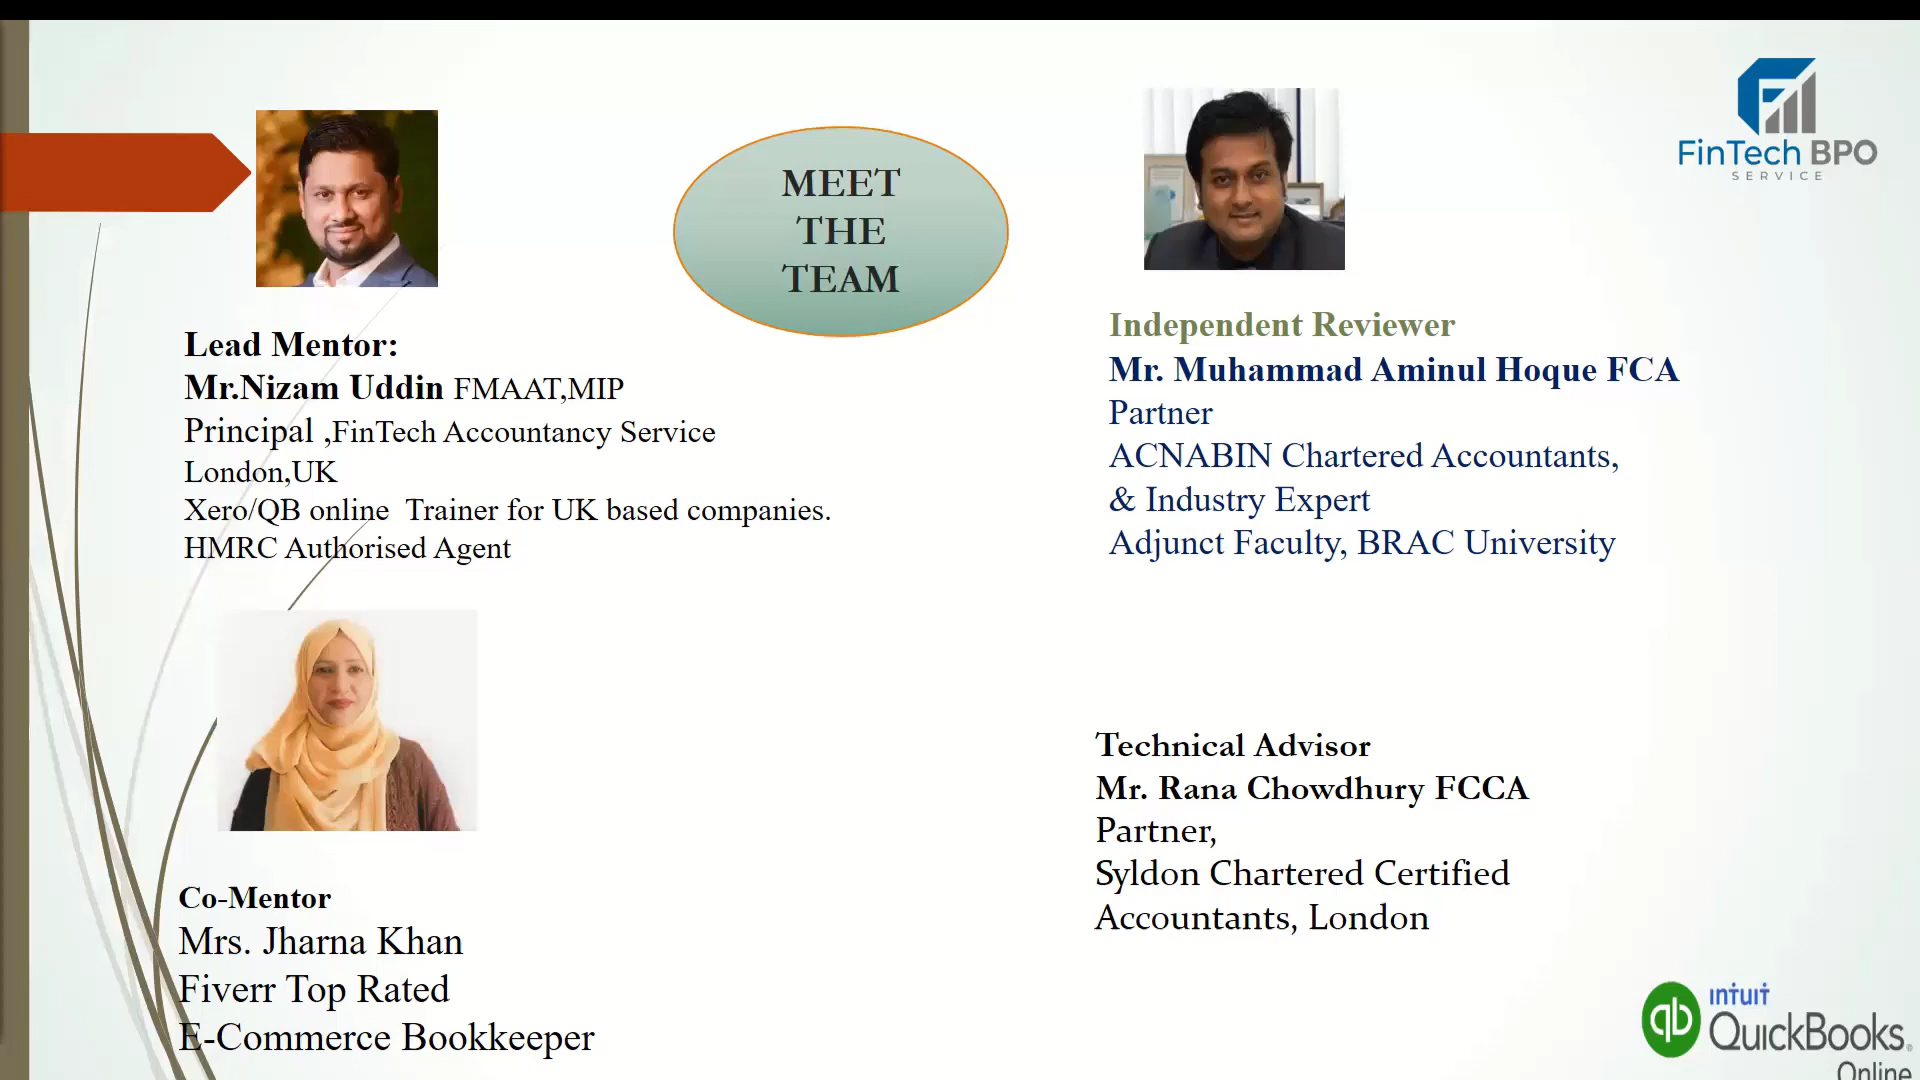 MEET
THE
TEAM
FinTech BPO
SERVICE
Lead Mentor:
Mr.Nizam Uddin FMAAT,MIP
Principal ,FinTech Accountancy Service
London,UK
Xero/QB online  Trainer for UK based companies.
HMRC Authorised Agent
Independent Reviewer
Mr. Muhammad Aminul Hoque FCA
Partner
ACNABIN Chartered Accountants,
& Industry Expert
Adjunct Faculty, BRAC University
Co-Mentor
Mrs. Jharna Khan
Fiverr Top Rated
E-Commerce Bookkeeper
Technical Advisor
Mr. Rana Chowdhury FCCA
Partner,
Syldon Chartered Certified
Accountants, London
qb
INTUIT
QuickBooks®
Online